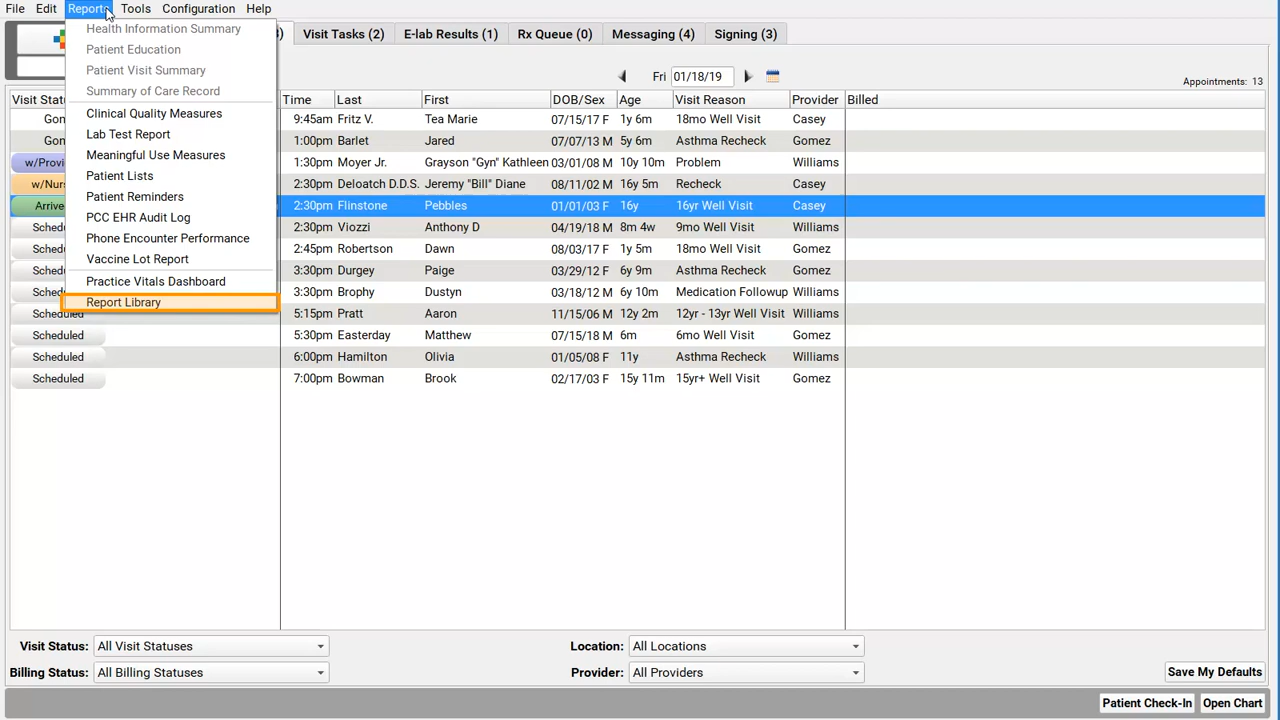 File Edit Reports Tools Configuration Help
Health Information Summary
Patient Education
Patient Visit Summary
Summary of Care Record
Clinical Quality Measures
Lab Test Report
Meaningful Use Measures
Patient Lists
Patient Reminders
PCC EHR Audit Log
Phone Encounter Performance
Vaccine Lot Report
Practice Vitals Dashboard
Report Library
3) Visit Tasks (2) E-lab Results (1) Rx Queue (0) Messaging (4) Signing (3)
Fri 01/18/19
Appointments: 13
Visit Statu Time Last First DOB/Sex Age Visit Reason Provider Billed
Gon 9:45am Fritz V. Tea Marie 07/15/17 F 1y 6m 18mo Well Visit Casey
Gon 1:00pm Barlet Jared 07/07/13 M 5y 6m Asthma Recheck Gomez
w/Provi 1:30pm Moyer Jr. Grayson "Gyn" Kathleen 03/01/08 M 10y 10m Problem Williams
w/Nurs 2:30pm Deloatch D.D.S. Jeremy "Bill" Diane 08/11/02 M 16y 5m Recheck Casey
Arrive 2:30pm Flinstone Pebbles 01/01/03 F 16y 16yr Well Visit Casey
Schedu 2:30pm Viozzi Anthony D 04/19/18 M 8m 4w 9mo Well Visit Gomez
Schedu 2:45pm Robertson Dawn 08/03/17 F 1y 5m 18mo Well Visit Gomez
Schedu 3:30pm Durgey Paige 03/29/12 F 6y 9m Asthma Recheck Gomez
Schedu 3:30pm Brophy Dustyn 03/18/12 M 6y 10m Medication Followup Williams
Scheduled 5:15pm Pratt Aaron 11/15/06 M 12y 2m 12yr - 13yr Well Visit Williams
Scheduled 5:30pm Easterday Matthew 07/15/18 M 6m 6mo Well Visit Gomez
Scheduled 6:00pm Hamilton Olivia 01/05/08 F 11y Asthma Recheck Williams
Scheduled 7:00pm Bowman Brook 02/17/03 F 15y 11m 15yr+ Well Visit Gomez
Visit Status: All Visit Statuses Location: All Locations
Billing Status: All Billing Statuses Provider: All Providers Save My Defaults
Patient Check-In Open Chart